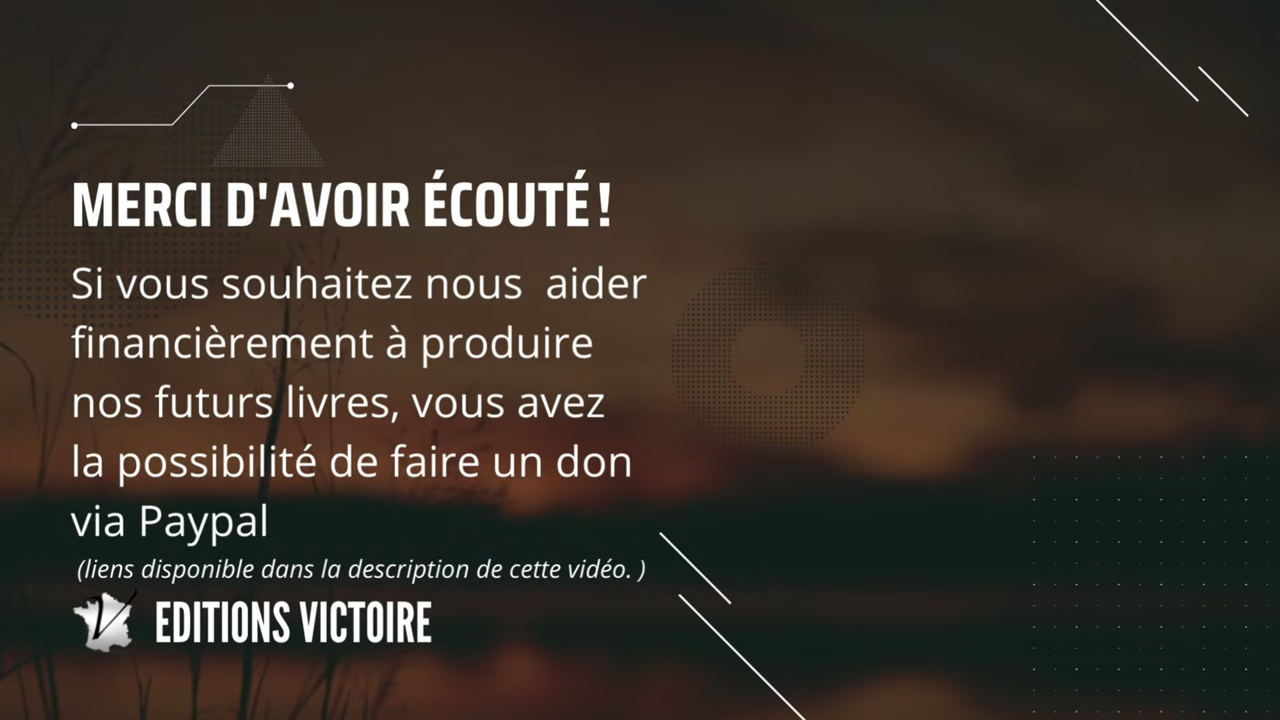 MERCI D'AVOIR ÉCOUTÉ!
Si vous souhaitez nous  aider
financièrement à produire
nos futurs livres, vous avez
la possibilité de faire un don
via Paypal
(liens disponible dans la description de cette vidéo. )
V EDITIONS VICTOIRE